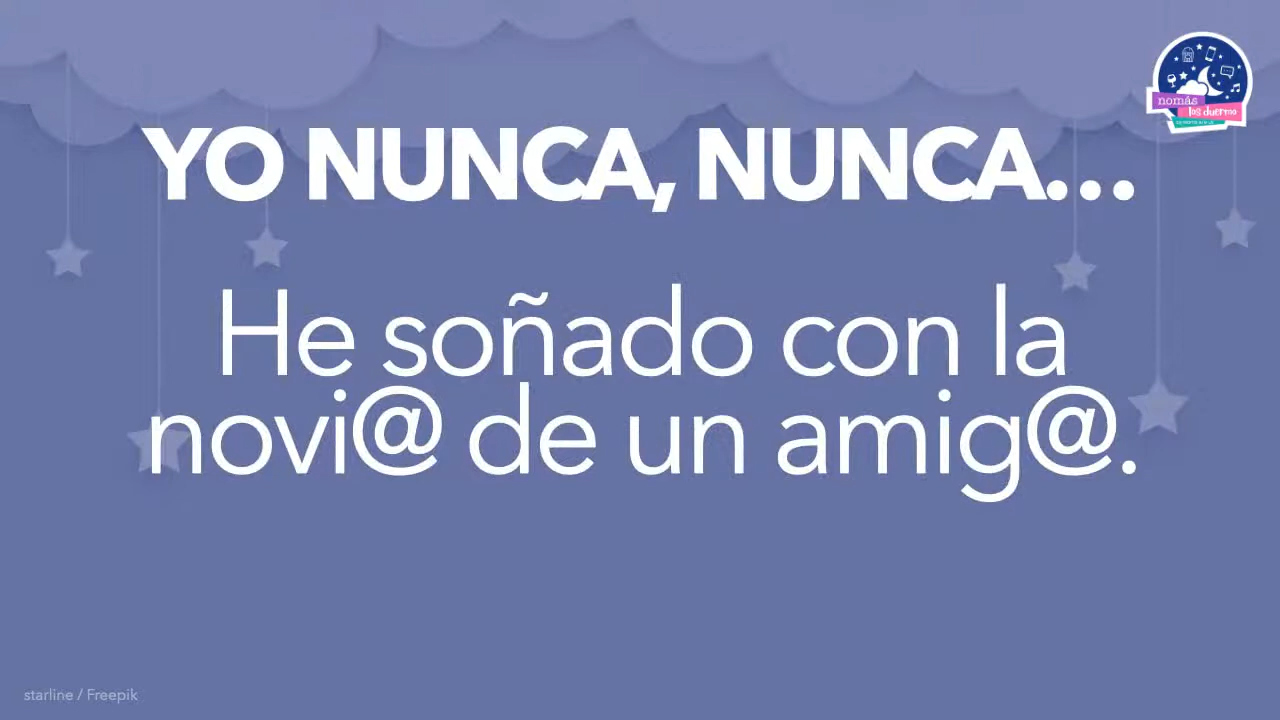 YO NUNCA, NUNCA...
He soñado con la
novi@ de un amig@.
nomás
los duermo
starline / Freepik